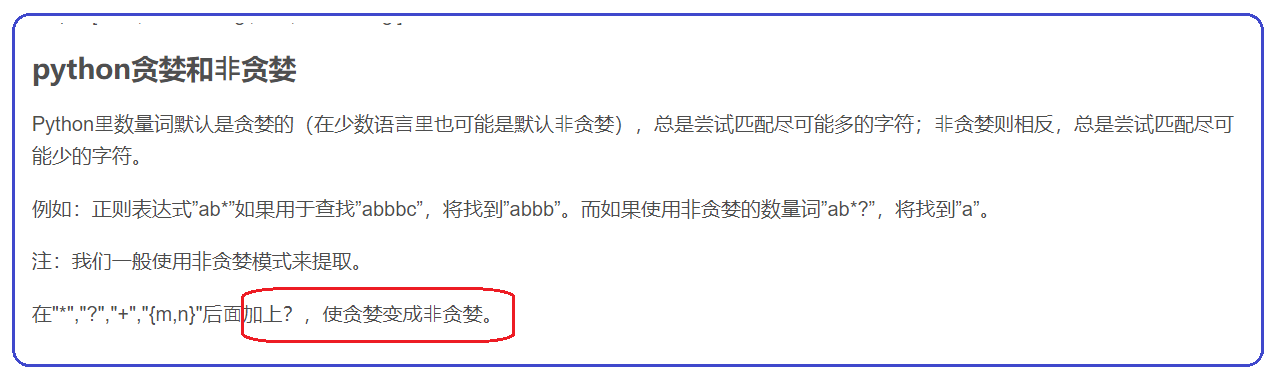 python贪婪和非贪婪
Python里数量词默认是贪婪的（在少数语言里也可能是默认非贪婪），总是尝试匹配尽可能多的字符；非贪婪则相反，总是尝试匹配尽可
能少的字符。
例如：正则表达式”ab*”如果用于查找”abbbc”，将找到”abbb”。而如果使用非贪婪的数量词”ab*?”，将找到”a”。
注：我们一般使用非贪婪模式来提取。
在"*","?","+","{m,n}"后面加上？，使贪婪变成非贪婪。